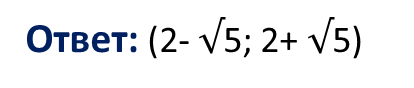 Ответ: (2- √5; 2+ √5)